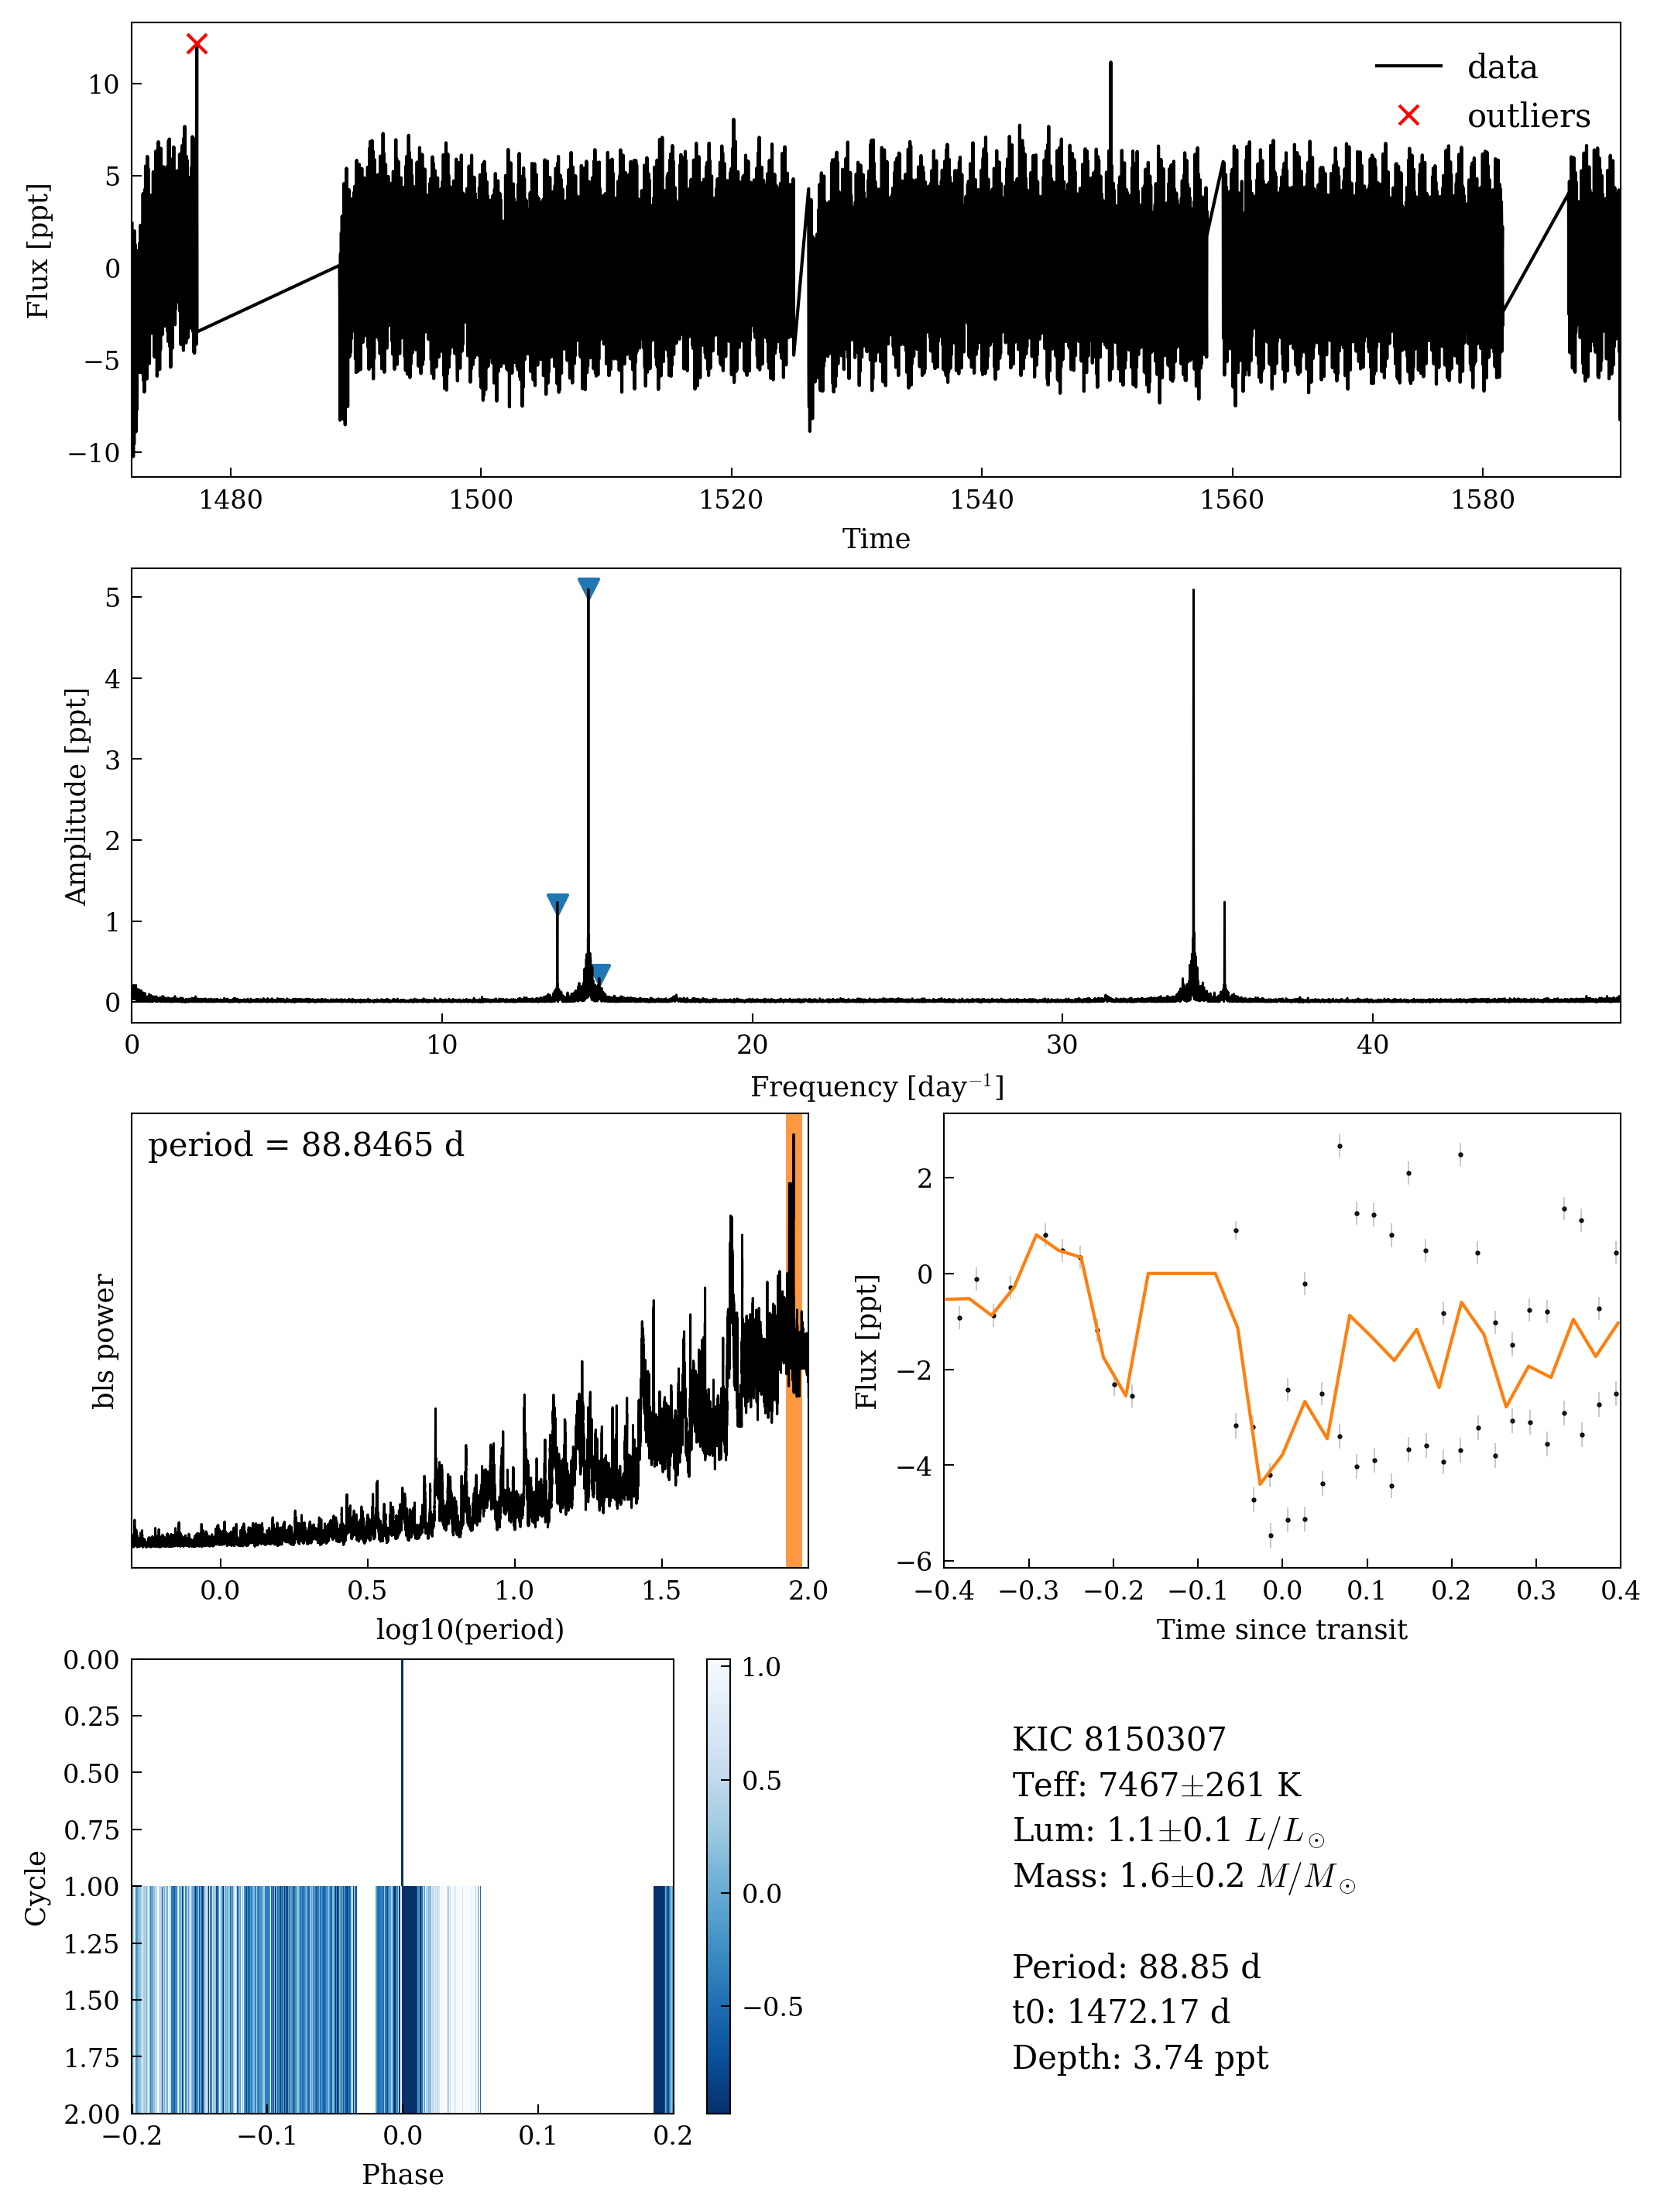 10
5
0
−5
−10
Flux [ppt]
data
outliers
1480 1500 1520 1540 1560 1580
Time
5
4
3
2
1
0
Amplitude [ppt]
0 10 20 30 40
Frequency [day⁻¹]
period = 88.8465 d
bls power
0.0 0.5 1.0 1.5 2.0
log10(period)
2
0
−2
−4
−6
Flux [ppt]
−0.4 −0.3 −0.2 −0.1 0.0 0.1 0.2 0.3 0.4
Time since transit
0.00
0.25
0.50
0.75
1.00
1.25
1.50
1.75
2.00
Cycle
−0.2 −0.1 0.0 0.1 0.2
Phase
1.0
0.5
0.0
−0.5
KIC 8150307
Teff: 7467±261 K
Lum: 1.1±0.1 L/L⊙
Mass: 1.6±0.2 M/M⊙
Period: 88.85 d
t0: 1472.17 d
Depth: 3.74 ppt